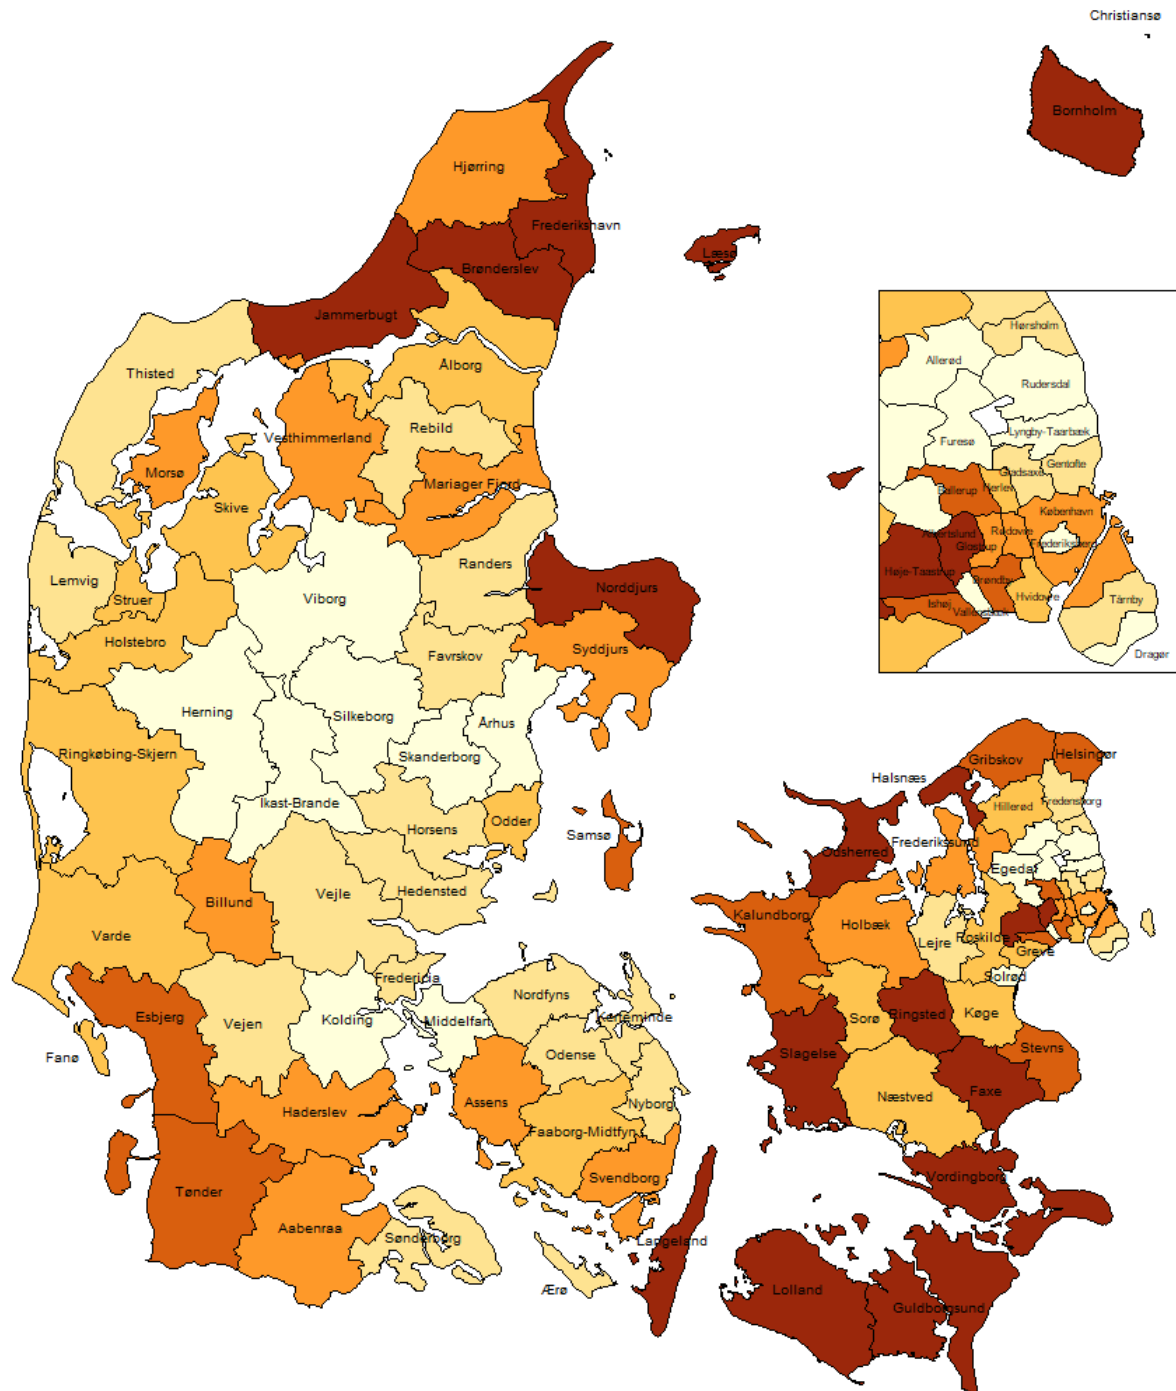 Christiansø
Bornholm
Hjørring
Frederikshavn
Læsø
Brønderslev
Jammerbugt
Hørsholm
Allerød
Thisted
Ålborg
Rudersdal
Rebild
Vesthimmerland
Lyngby-Taarbæk
Furesø
Gentofte
Morsø
Gladsaxe
Mariager Fjord
Ballerup
Herlev
Skive
København
Albertslund
Rødovre
Glostrup
Frederiksberg
Randers
Høje-Taastrup
Lemvig
Brøndby
Norddjurs
Viborg
Struer
Ishøj
Hvidovre
Tårnby
Vallensbæk
Holstebro
Syddjurs
Favrskov
Dragør
Herning
Silkeborg
Århus
Ringkøbing-Skjern
Skanderborg
Gribskov
Helsingør
Halsnæs
Ikast-Brande
Hillerød
Fredensborg
Odder
Horsens
Samsø
Frederikssund
Odsherred
Egedal
Vejle
Hedensted
Billund
Kalundborg
Holbæk
Varde
Roskilde
Lejre
Greve
Fredericia
Solrød
Nordfyns
Esbjerg
Kolding
Middelfart
Kerteminde
Sorø
Ringsted
Køge
Vejen
Stevns
Slagelse
Fanø
Odense
Faxe
Næstved
Assens
Nyborg
Haderslev
Faaborg-Midtfyn
Svendborg
Vordingborg
Tønder
Aabenraa
Sønderborg
Langeland
Ærø
Lolland
Guldborgsund